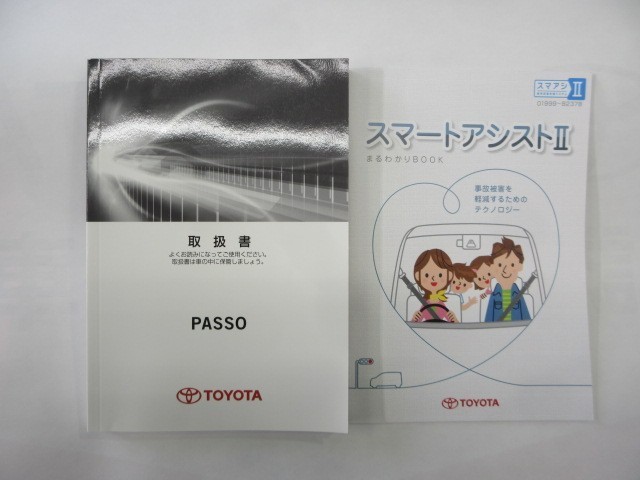 取扱書
よくお読みになってご使用ください。
取扱書は車の中に保管しましょう。
PASSO
TOYOTA
スマアシ Ⅱ
01999-B2378
スマートアシストⅡ
まるわかりBOOK
事故被害を
軽減するための
テクノロジー
TOYOTA